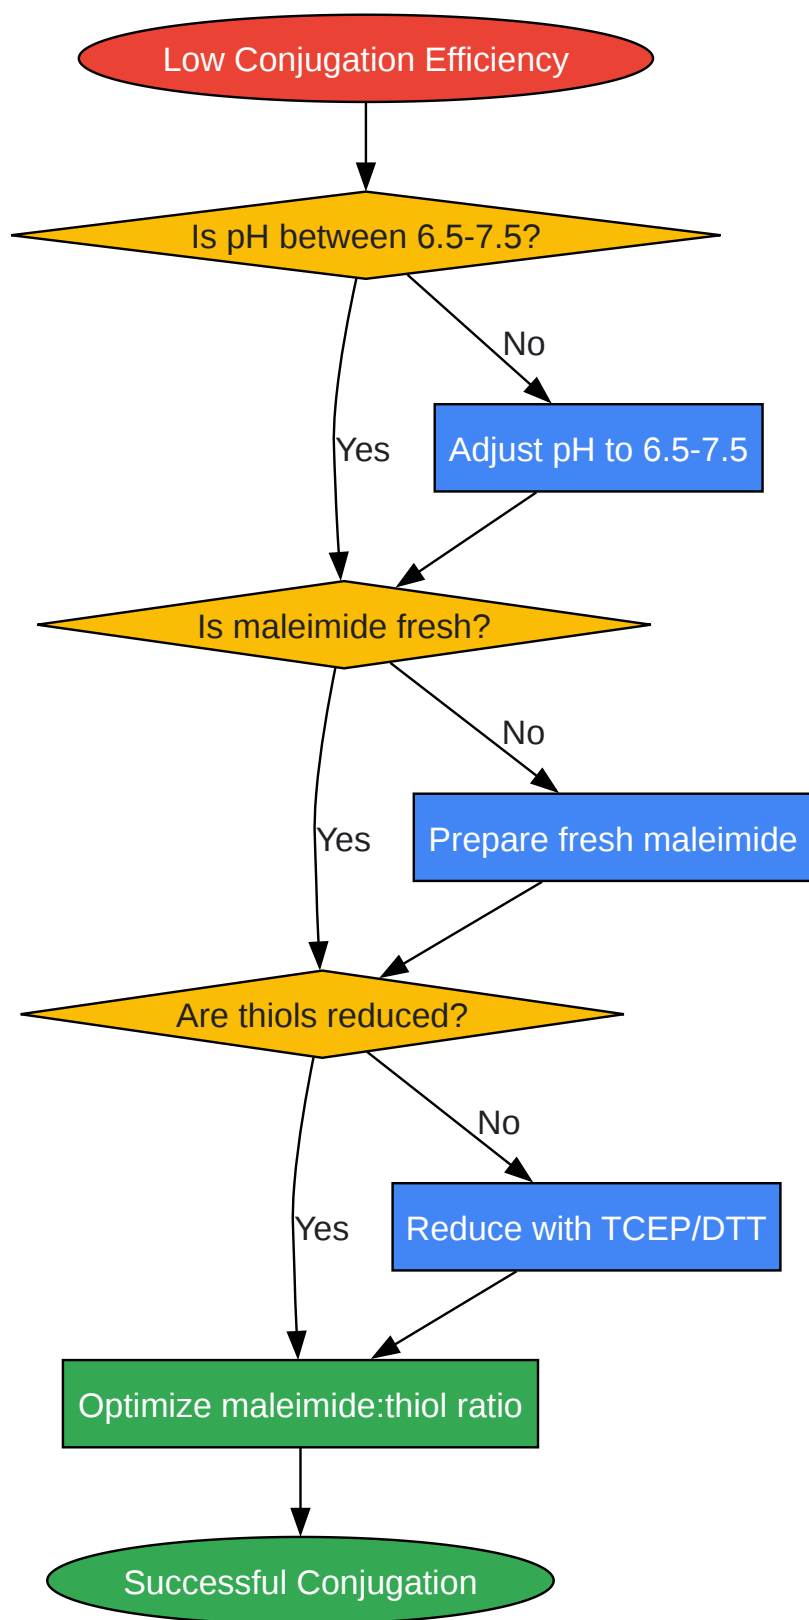 Low Conjugation Efficiency
Is pH between 6.5-7.5?
No
Adjust pH to 6.5-7.5
Yes
Is maleimide fresh?
No
Prepare fresh maleimide
Yes
Are thiols reduced?
No
Reduce with TCEP/DTT
Yes
Optimize maleimide:thiol ratio
Successful Conjugation